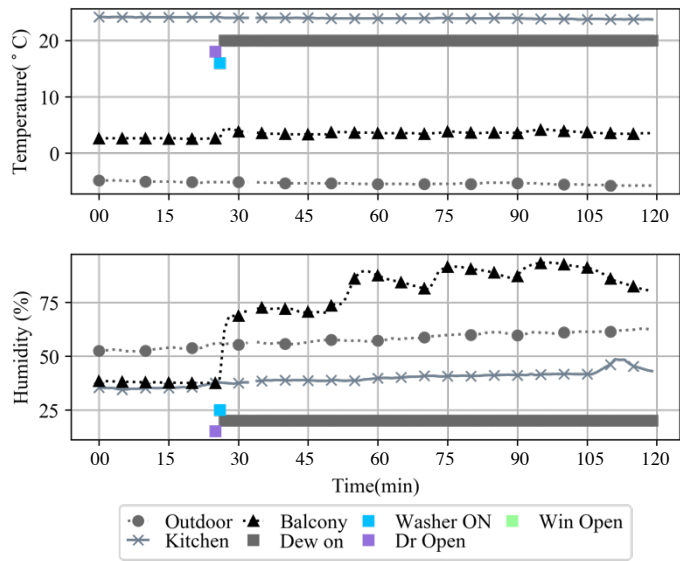 Temperature(°C)
20
10
0
00 15 30 45 60 75 90 105 120
Humidity (%)
75
50
25
00 15 30 45 60 75 90 105 120
Time(min)
Outdoor Balcony Washer ON Win Open
Kitchen Dew on Dr Open